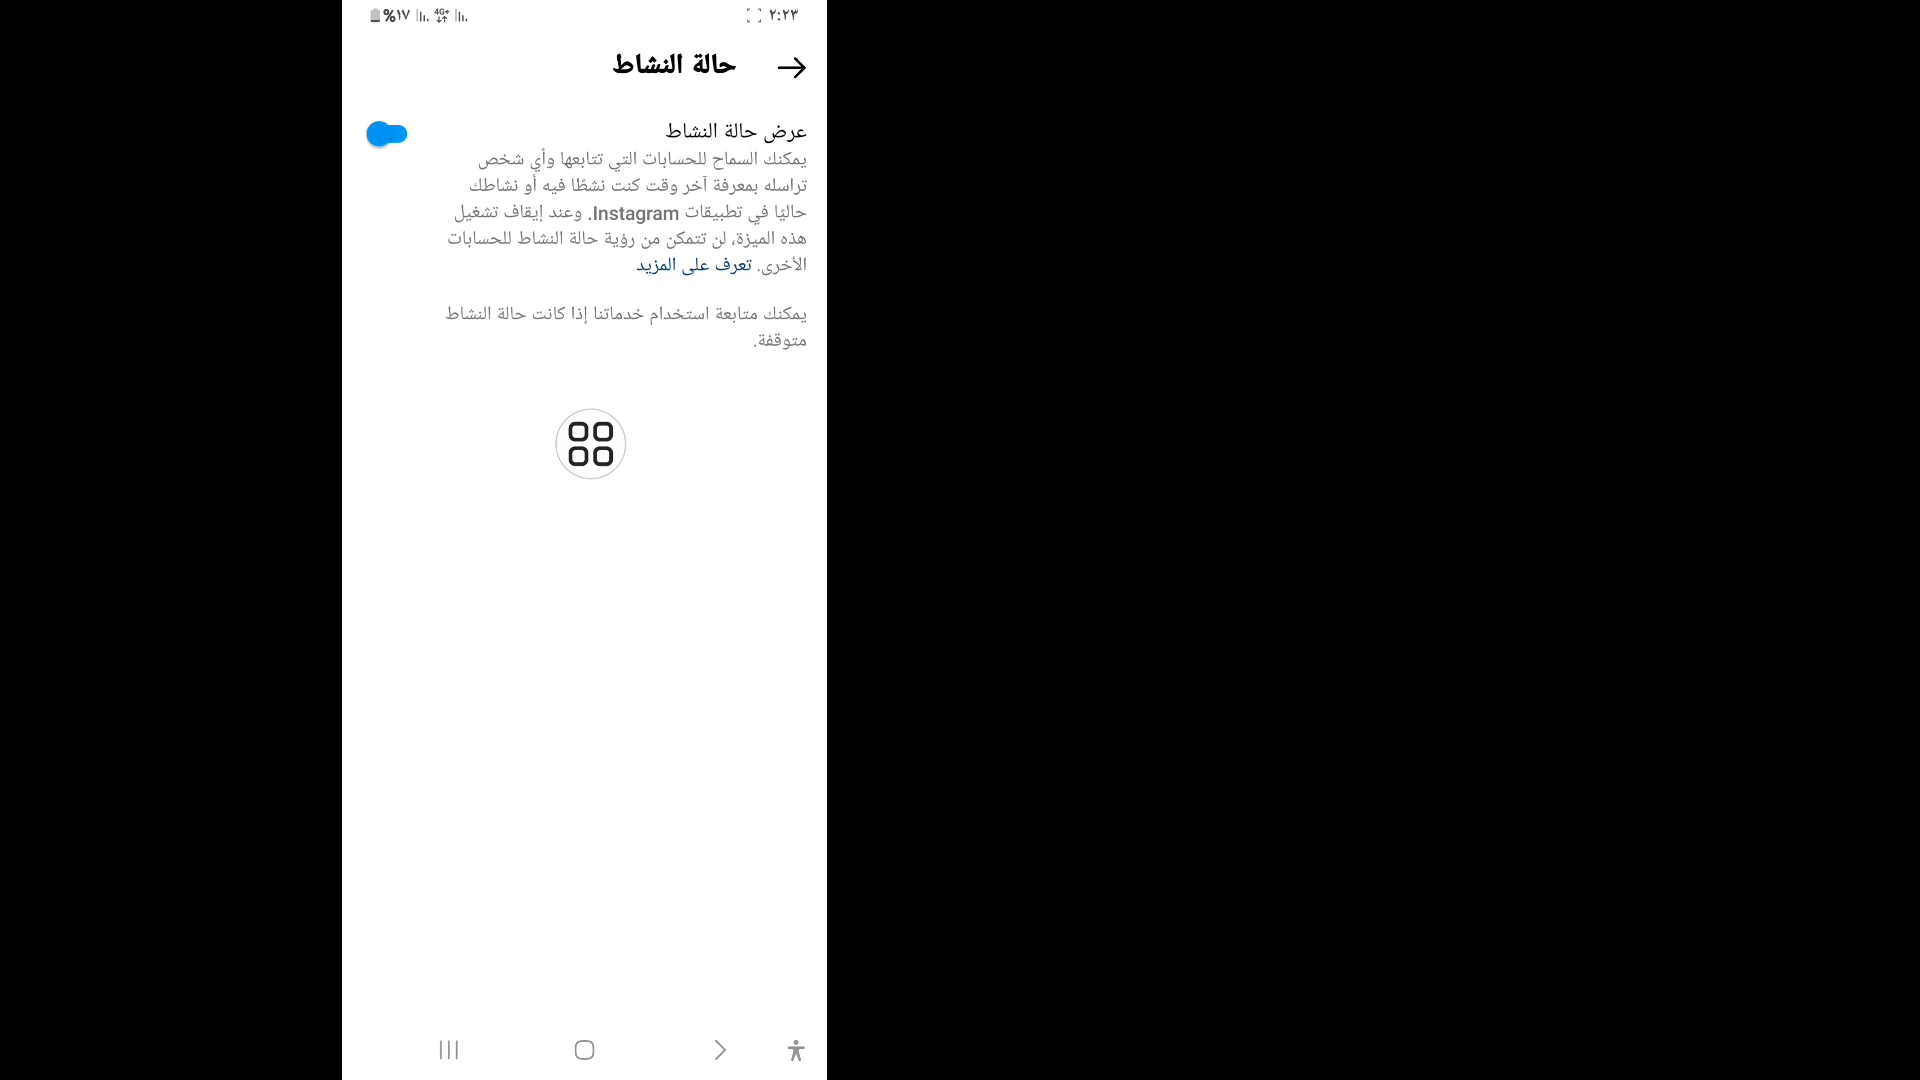 ٢:٢٣ 4G+ %١٧
حالة النشاط
عرض حالة النشاط
يمكنك السماح للحسابات التي تتابعها وأي شخص
تراسله بمعرفة آخر وقت كنت نشطًا فيه أو نشاطك
حاليًا في تطبيقات Instagram. وعند إيقاف تشغيل
هذه الميزة، لن تتمكن من رؤية حالة النشاط للحسابات
الأخرى. تعرف على المزيد
يمكنك متابعة استخدام خدماتنا إذا كانت حالة النشاط
متوقفة.